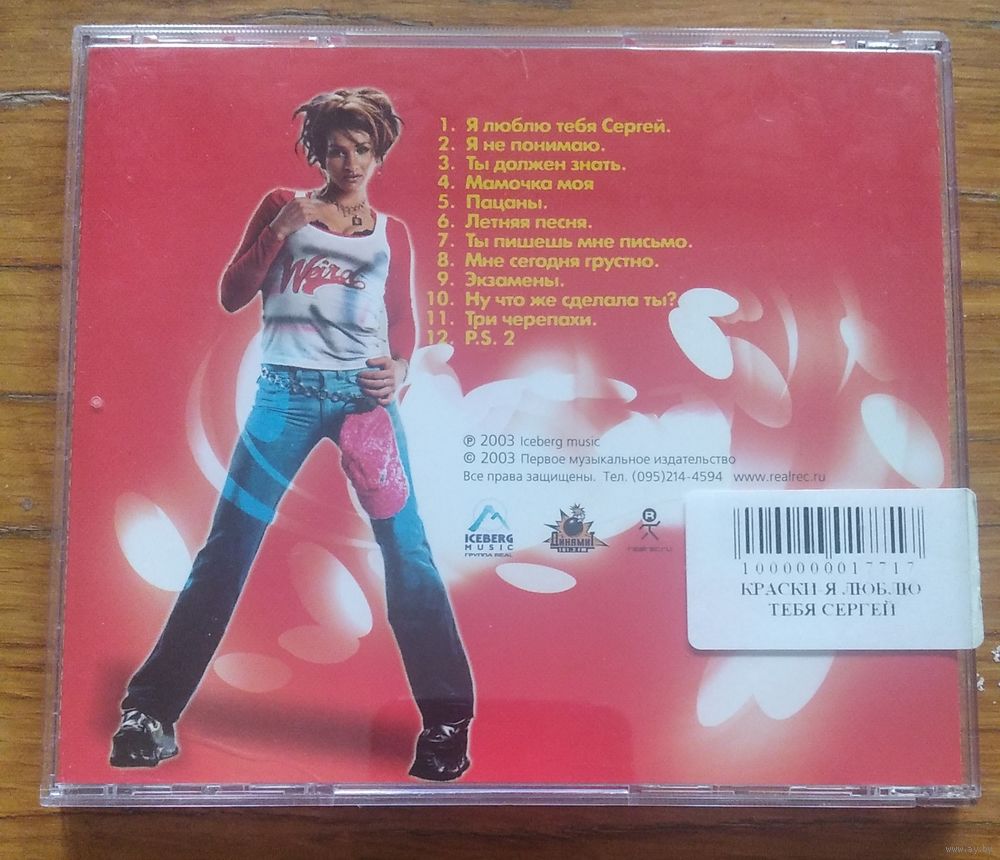 1. Я люблю тебя Сергей.
2. Я не понимаю.
3. Ты должен знать.
4. Мамочка моя
5. Пацаны.
6. Летняя песня.
7. Ты пишешь мне письмо.
8. Мне сегодня грустно.
9. Экзамены.
10. Ну что же сделала ты?
11. Три черепахи.
12. P.S. 2
Weird
℗ 2003 Iceberg music
© 2003 Первое музыкальное издательство
Все права защищены. Тел. (095)214-4594 www.realrec.ru
ICEBERG
MUSIC
ГРУППА REAL
ДИНАМИТ
R
realrec.ru
1000000017717
КРАСКИ-Я ЛЮБЛЮ
ТЕБЯ СЕРГЕЙ
www.ay.by